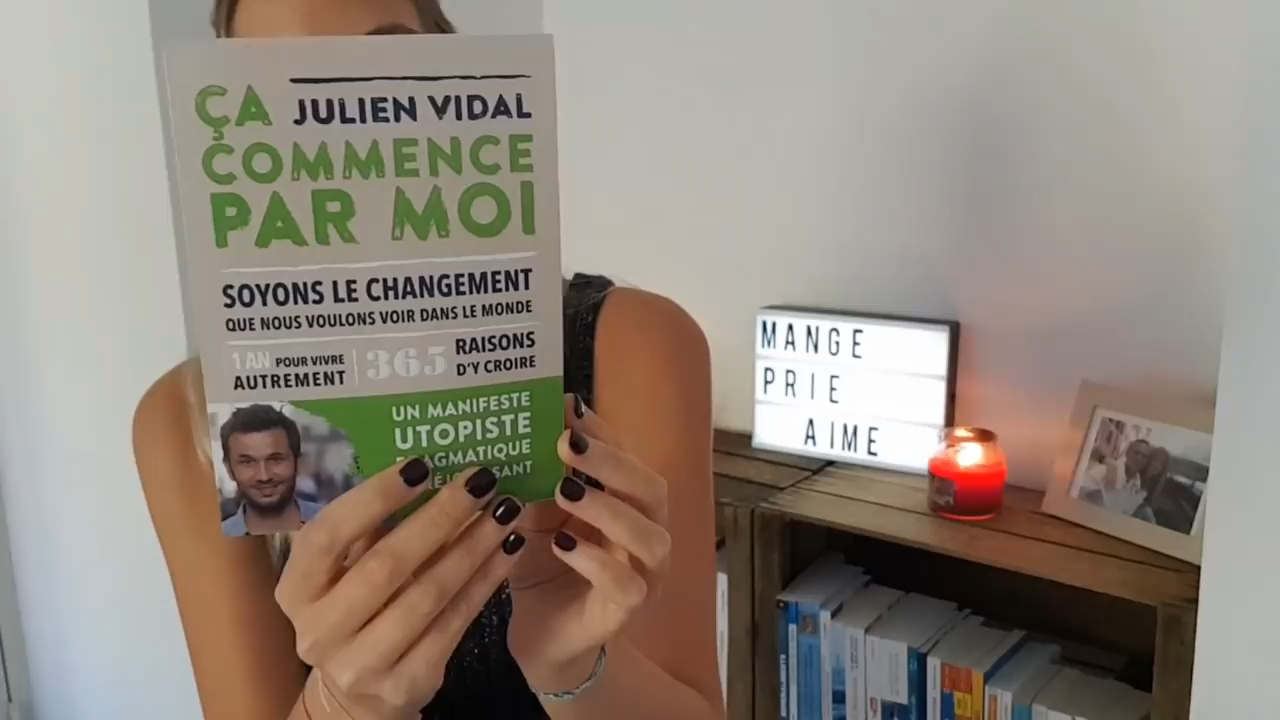 ÇA JULIEN VIDAL
COMMENCE
PAR MOI
SOYONS LE CHANGEMENT
QUE NOUS VOULONS VOIR DANS LE MONDE
1 AN POUR VIVRE
AUTREMENT
365 RAISONS
D'Y CROIRE
UN MANIFESTE
UTOPISTE
MANGE
PRIE
AIME